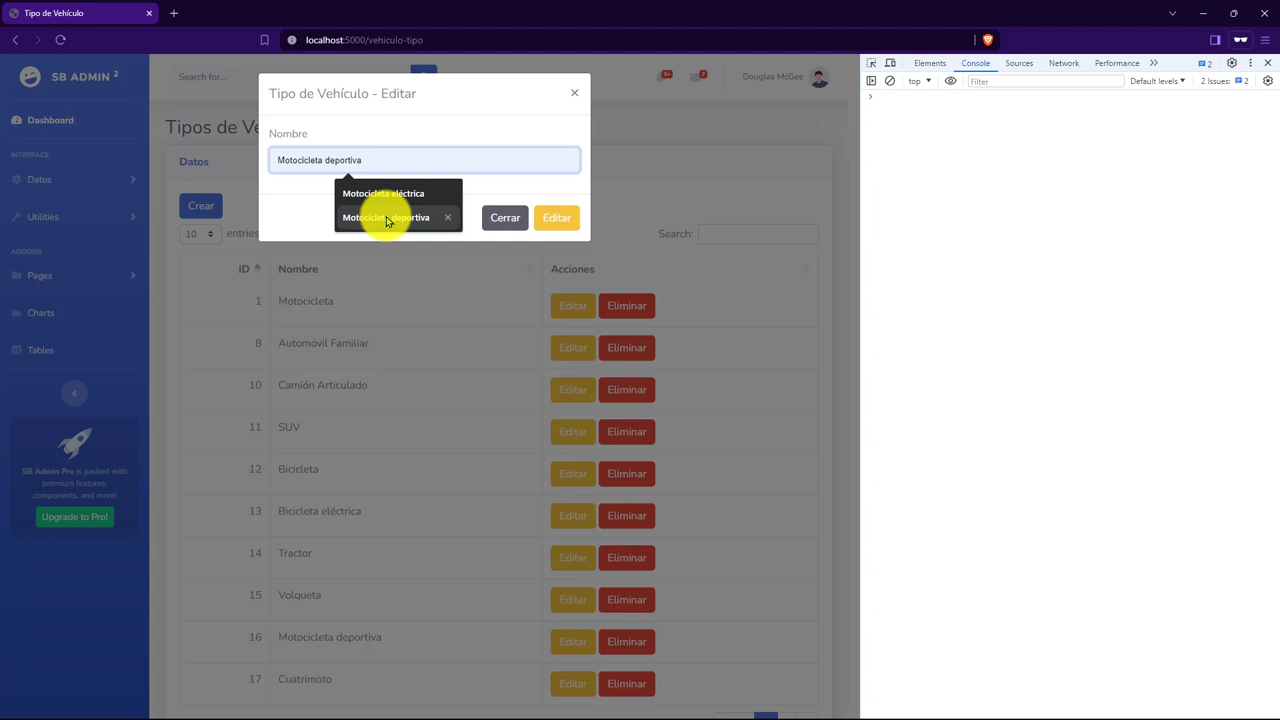 Tipo de Vehículo
localhost:5000/vehiculo-tipo
SB ADMIN 2
Dashboard
INTERFACE
Datos
Utilities
ADDONS
Pages
Charts
Tables
SB Admin Pro is packed with
premium features,
components, and more!
Upgrade to Pro!
Search for...
3+
7
Douglas McGee
Tipos de Ve
Datos
Crear
10
entries
Search:
Tipo de Vehículo - Editar
Nombre
Motocicleta deportiva
Motocicleta eléctrica
Motocicleta deportiva
Cerrar
Editar
ID Nombre Acciones
1 Motocicleta Editar Eliminar
8 Automóvil Familiar Editar Eliminar
10 Camión Articulado Editar Eliminar
11 SUV Editar Eliminar
12 Bicicleta Editar Eliminar
13 Bicicleta eléctrica Editar Eliminar
14 Tractor Editar Eliminar
15 Volqueta Editar Eliminar
16 Motocicleta deportiva Editar Eliminar
17 Cuatrimoto Editar Eliminar
Elements Console Sources Network Performance 2
top Filter Default levels 2 Issues: 2